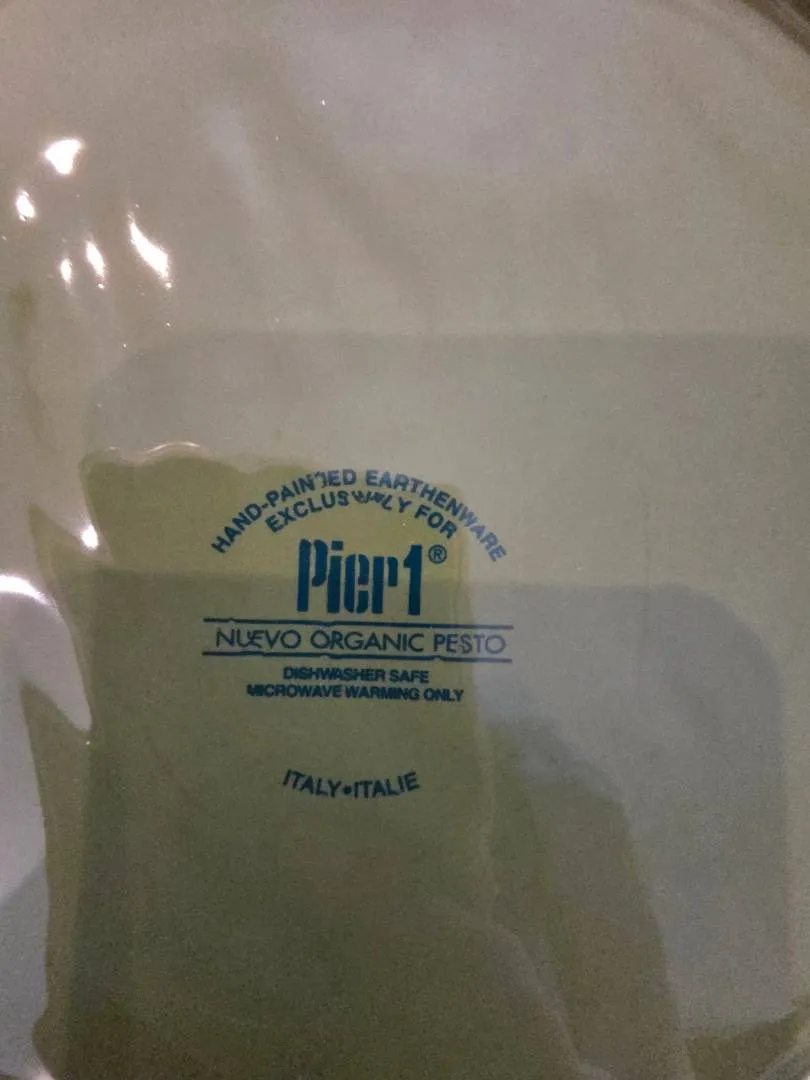 HAND-PAINTED EARTHENWARE
EXCLUSIVELY FOR
Pier1®
NUEVO ORGANIC PESTO
DISHWASHER SAFE
MICROWAVE WARMING ONLY
ITALY•ITALIE